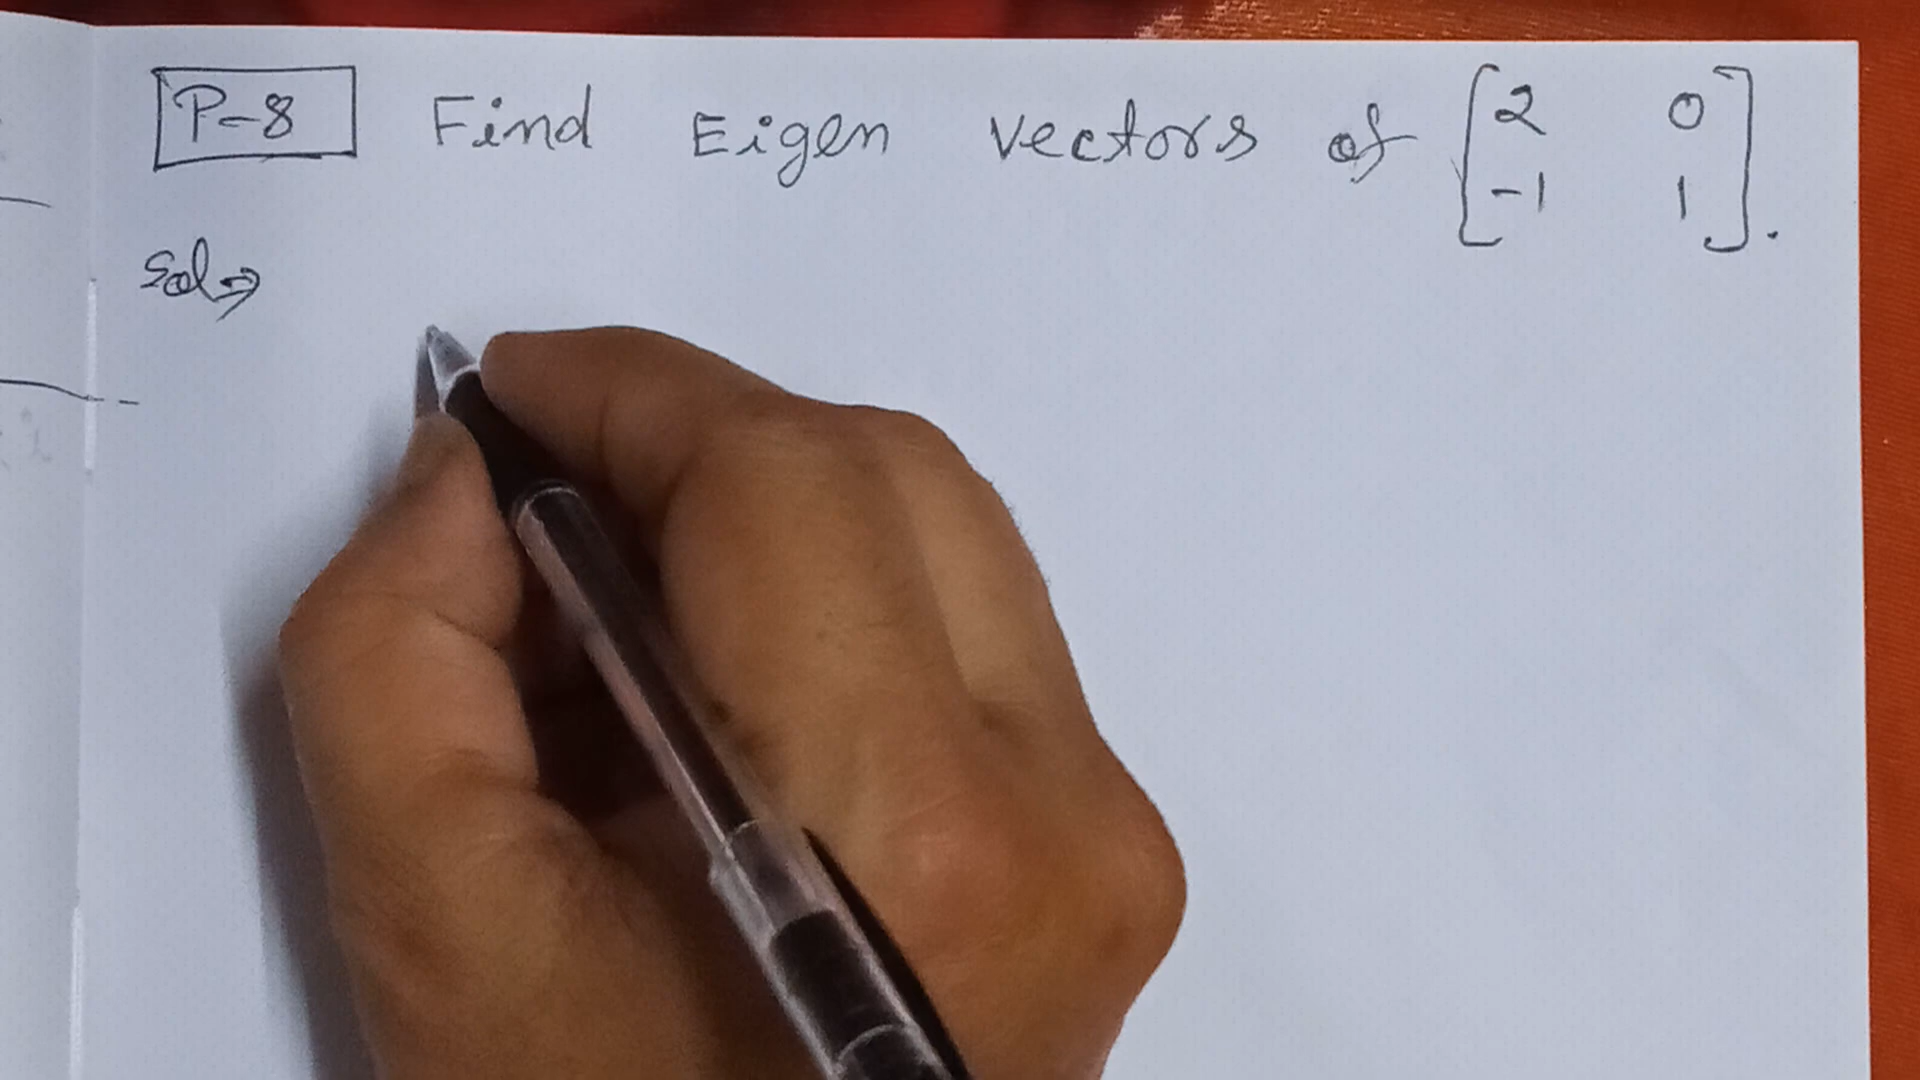 P-8 Find Eigen vectors of [2 0
-1 1].
Sol⇒